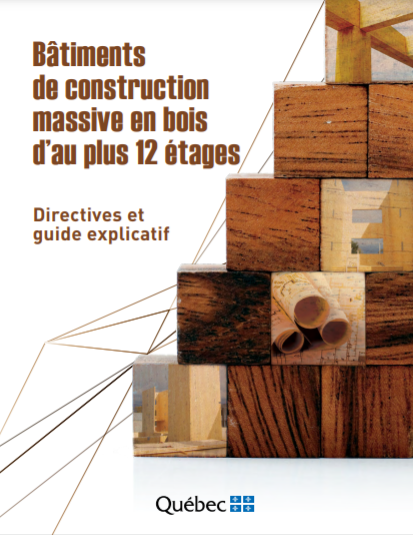 Bâtiments
de construction
massive en bois
d'au plus 12 étages
Directives et
guide explicatif
Québec